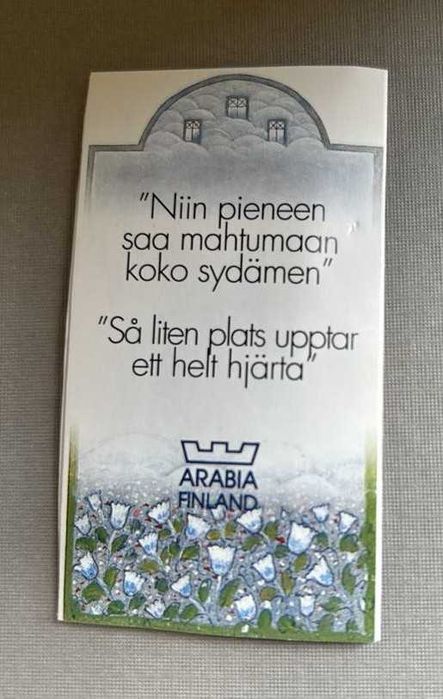 "Niin pieneen
saa mahtumaan
koko sydämen"
"Så liten plats upptar
ett helt hjärta"
ARABIA
FINLAND